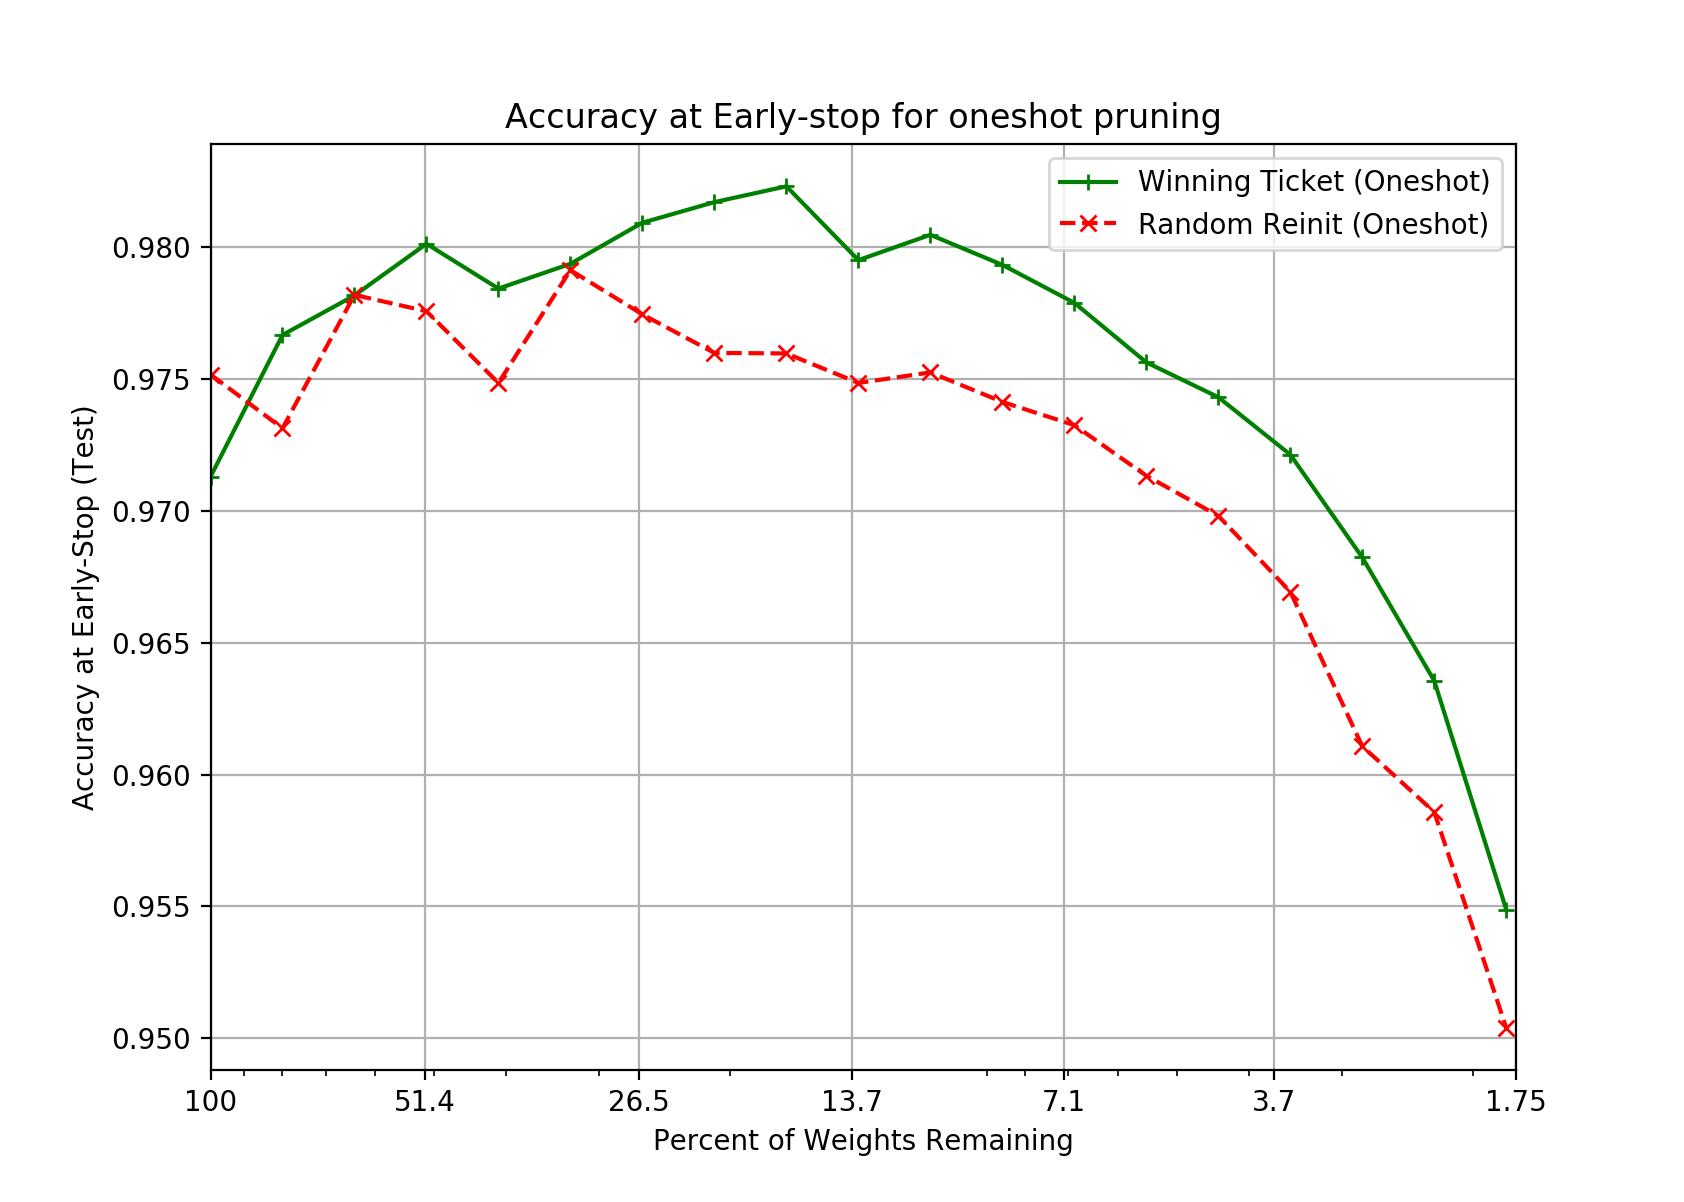 Accuracy at Early-stop for oneshot pruning
Winning Ticket (Oneshot)
Random Reinit (Oneshot)
Accuracy at Early-Stop (Test)
0.980
0.975
0.970
0.965
0.960
0.955
0.950
100 51.4 26.5 13.7 7.1 3.7 1.75
Percent of Weights Remaining